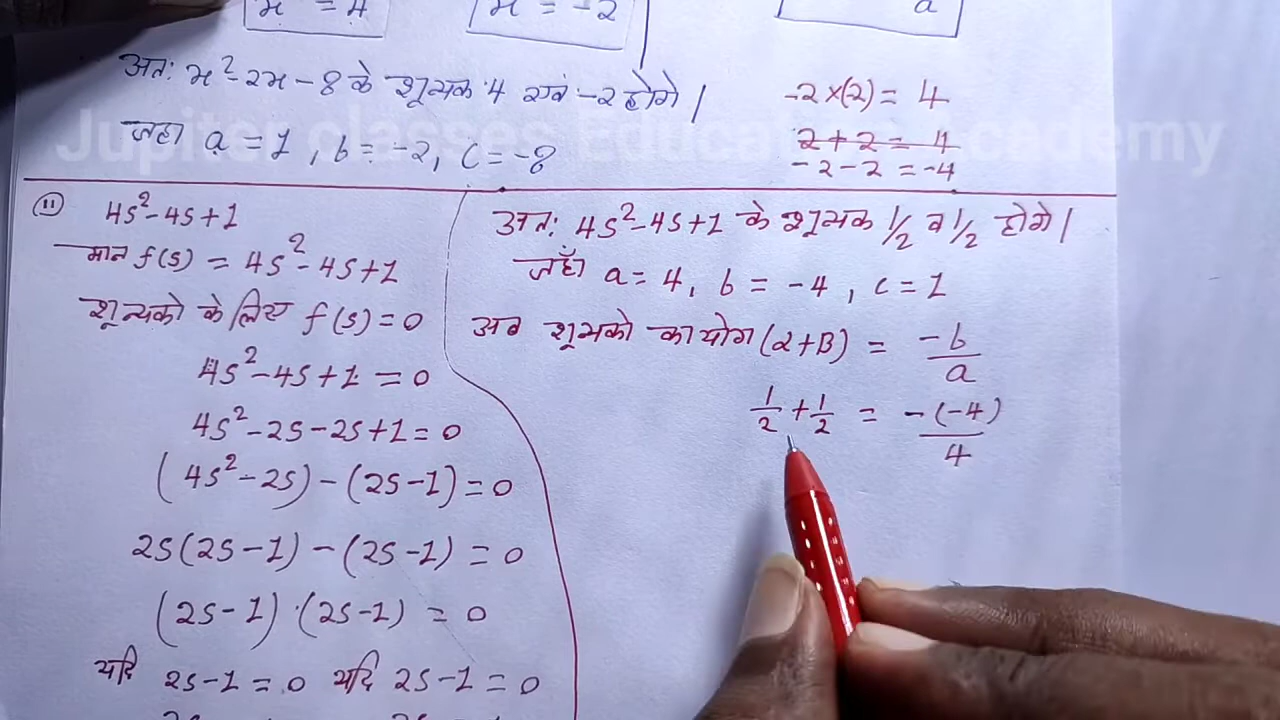 x = 4
x = -2
a
अतः x² - 2x - 8 के शून्यक 4 एवं -2 होगे।
जहा a = 1, b = -2, c = -8
-2×(2) = 4
2 + 2 = 4
-2 - 2 = -4
Jupiter classes Education Academy
(11) 4s² - 4s + 1
माना f(s) = 4s² - 4s + 1
शून्यको के लिए f(s) = 0
4s² - 4s + 1 = 0
4s² - 2s - 2s + 1 = 0
(4s² - 2s) - (2s - 1) = 0
2s(2s - 1) - (2s - 1) = 0
(2s - 1) · (2s - 1) = 0
यदि 2s - 1 = 0 यदि 2s - 1 = 0
अतः 4s² - 4s + 1 के शून्यक 1/2 व 1/2 होगे।
जहाँ a = 4, b = -4, c = 1
अब शून्यको का योग (α + β) = -b/a
1/2 + 1/2 = -(-4)/4